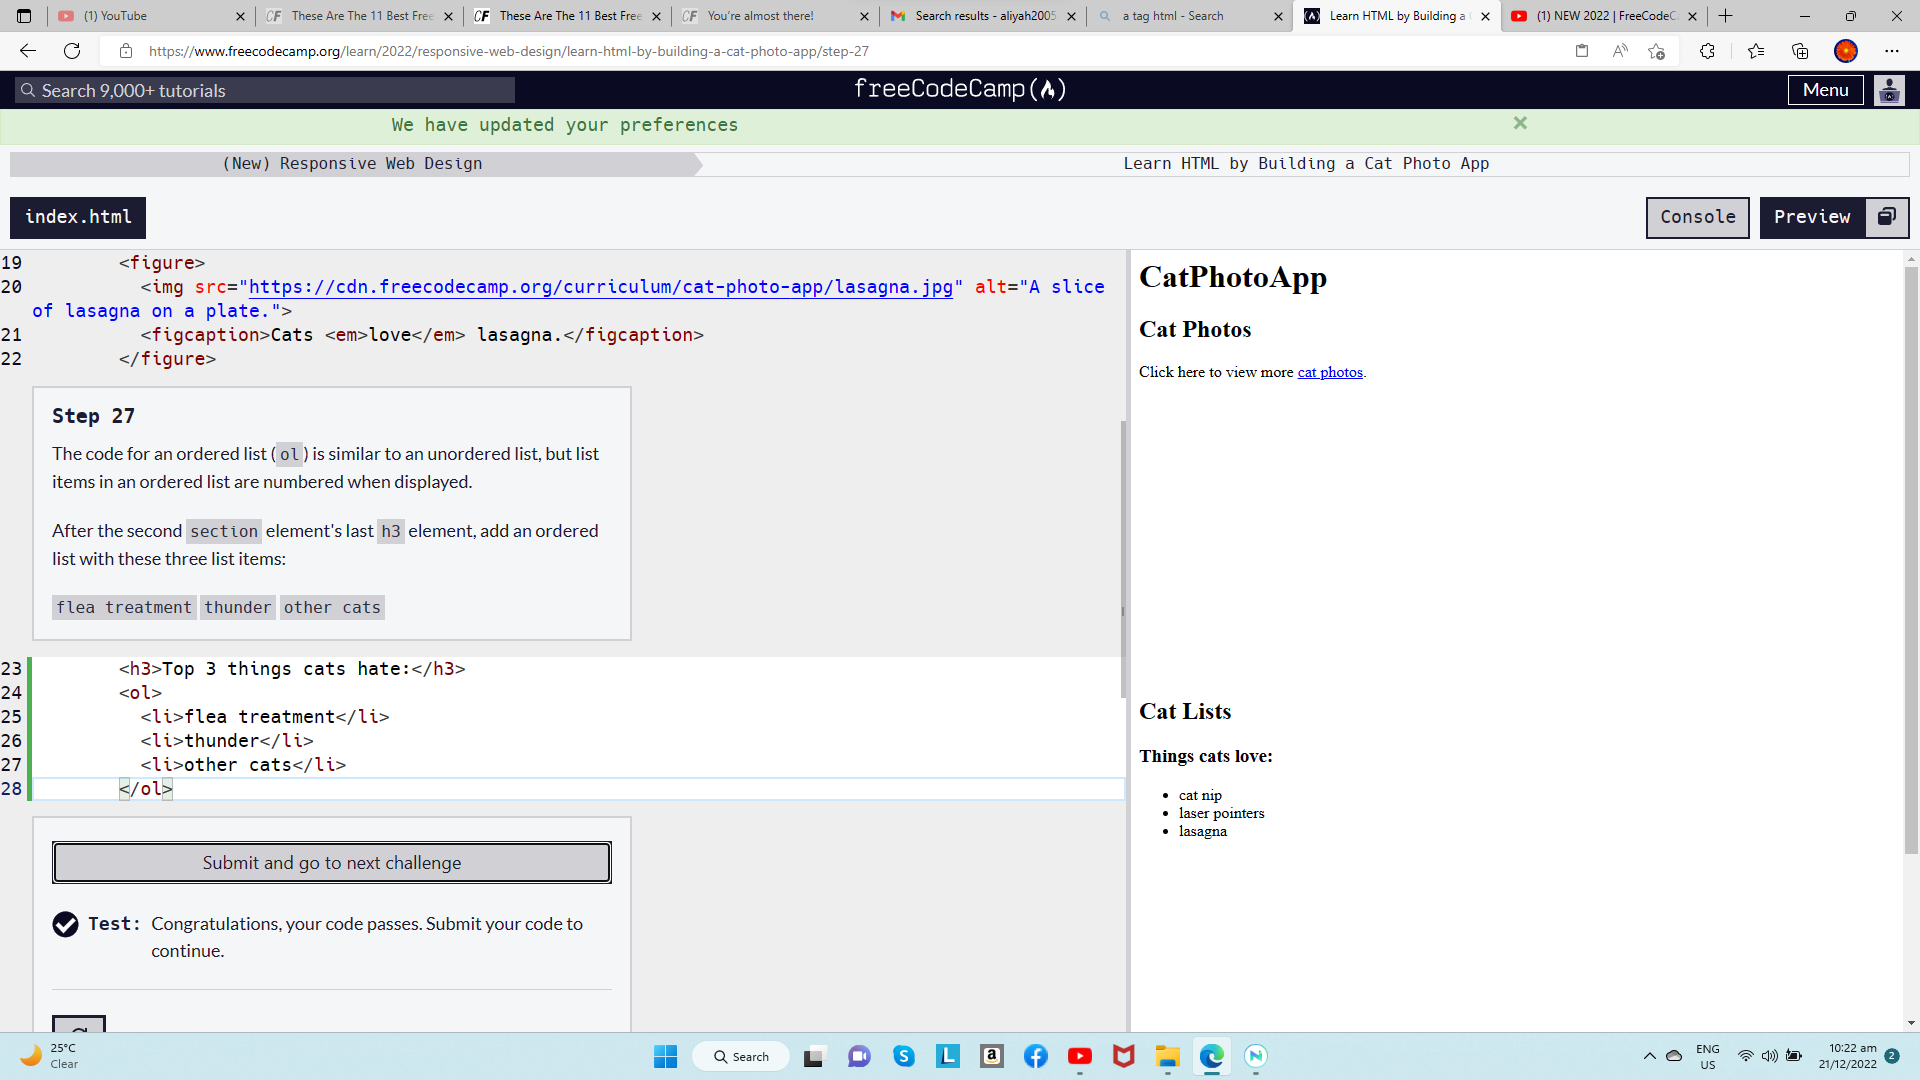 (1) YouTube
CF These Are The 11 Best Free
CF These Are The 11 Best Free
CF You're almost there!
Search results - aliyah2005
a tag html - Search
Learn HTML by Building a
(1) NEW 2022 | FreeCodeC
https://www.freecodecamp.org/learn/2022/responsive-web-design/learn-html-by-building-a-cat-photo-app/step-27
Search 9,000+ tutorials
freeCodeCamp
Menu
We have updated your preferences
(New) Responsive Web Design
Learn HTML by Building a Cat Photo App
index.html
Console
Preview
19 <figure>
20 <img src="https://cdn.freecodecamp.org/curriculum/cat-photo-app/lasagna.jpg" alt="A slice
of lasagna on a plate.">
21 <figcaption>Cats <em>love</em> lasagna.</figcaption>
22 </figure>
Step 27
The code for an ordered list (ol) is similar to an unordered list, but list
items in an ordered list are numbered when displayed.
After the second section element's last h3 element, add an ordered
list with these three list items:
flea treatment thunder other cats
23 <h3>Top 3 things cats hate:</h3>
24 <ol>
25 <li>flea treatment</li>
26 <li>thunder</li>
27 <li>other cats</li>
28 </ol>
Submit and go to next challenge
Test: Congratulations, your code passes. Submit your code to
continue.
CatPhotoApp
Cat Photos
Click here to view more cat photos.
Cat Lists
Things cats love:
• cat nip
• laser pointers
• lasagna
25°C
Clear
Search
ENG
US
10:22 am
21/12/2022
2